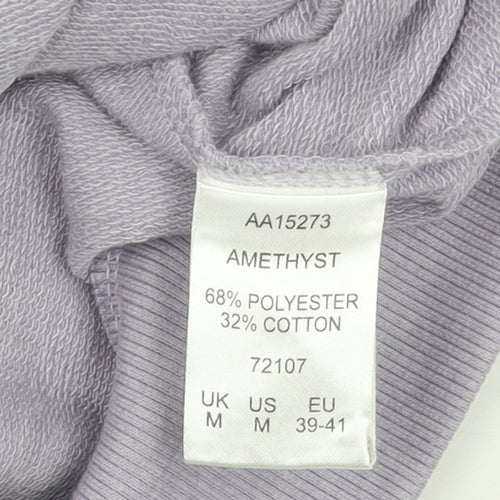 AA15273
AMETHYST
68% POLYESTER
32% COTTON
72107
UK US EU
M M 39-41